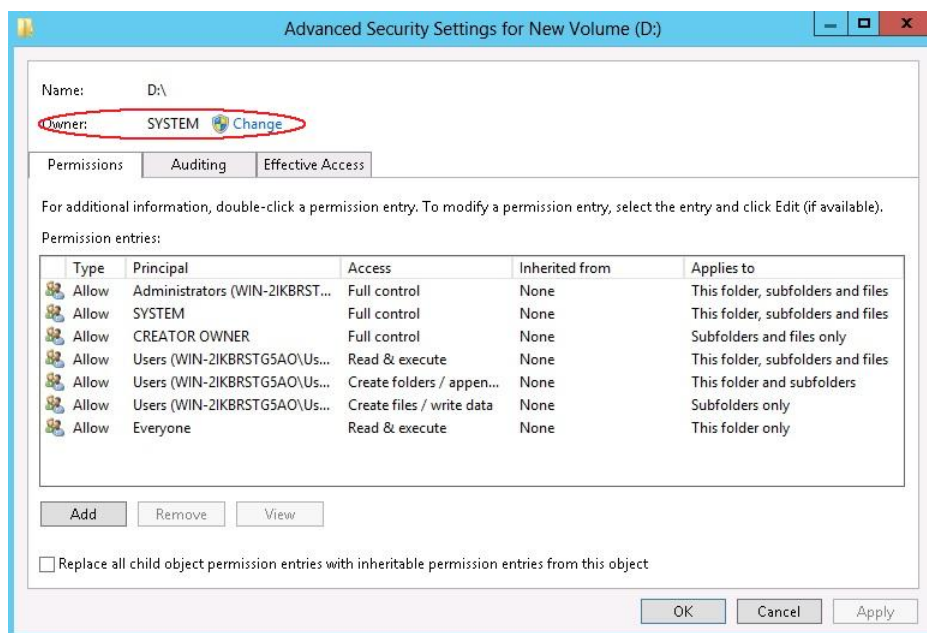 Advanced Security Settings for New Volume (D:)
Name: D:\
Owner: SYSTEM Change
Permissions Auditing Effective Access
For additional information, double-click a permission entry. To modify a permission entry, select the entry and click Edit (if available).
Permission entries:
Type Principal Access Inherited from Applies to
Allow Administrators (WIN-2IKBRST... Full control None This folder, subfolders and files
Allow SYSTEM Full control None This folder, subfolders and files
Allow CREATOR OWNER Full control None Subfolders and files only
Allow Users (WIN-2IKBRSTG5AO\Us... Read & execute None This folder, subfolders and files
Allow Users (WIN-2IKBRSTG5AO\Us... Create folders / appen... None This folder and subfolders
Allow Users (WIN-2IKBRSTG5AO\Us... Create files / write data None Subfolders only
Allow Everyone Read & execute None This folder only
Add Remove View
Replace all child object permission entries with inheritable permission entries from this object
OK Cancel Apply